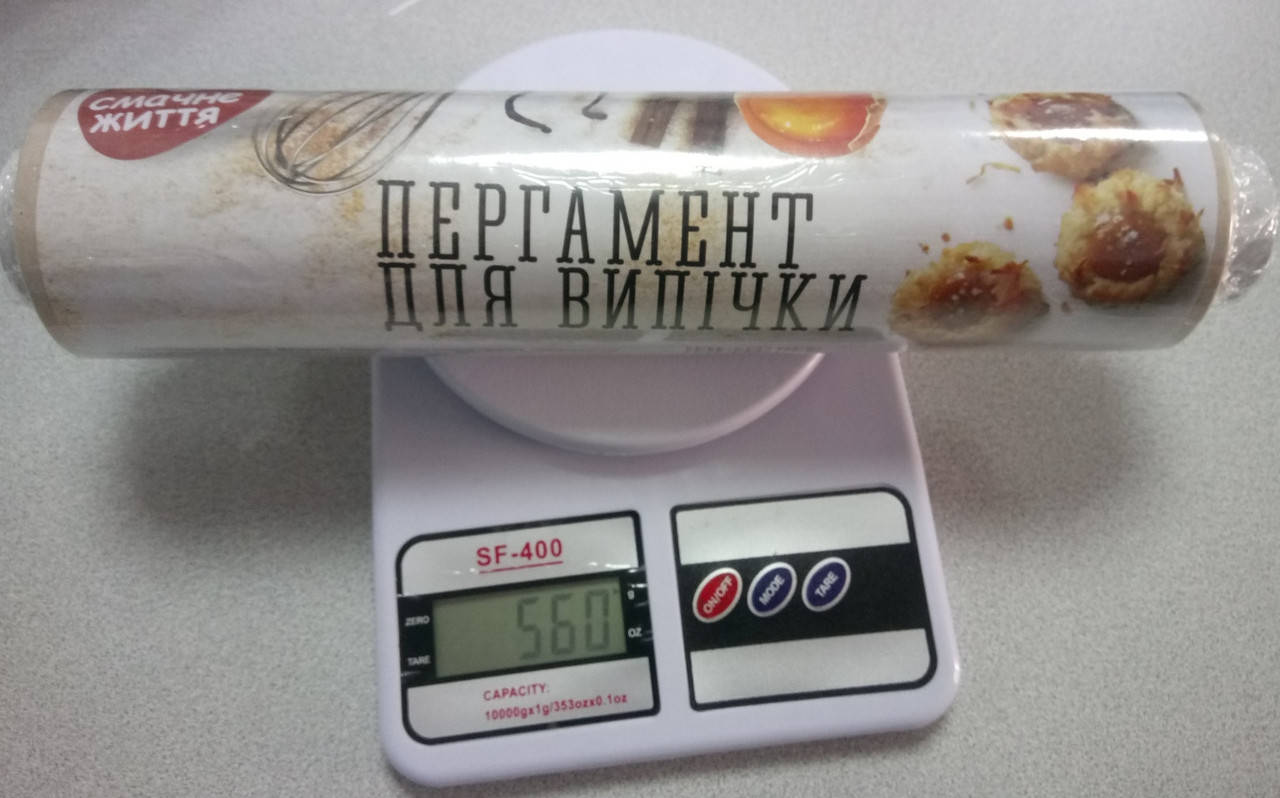 смачне
життя
ПЕРГАМЕНТ
ДЛЯ ВИПІЧКИ
SF-400
ZERO
TARE
560
g
OZ
CAPACITY:
10000gx1g/353ozx0.1oz
ON/OFF
MODE
TARE